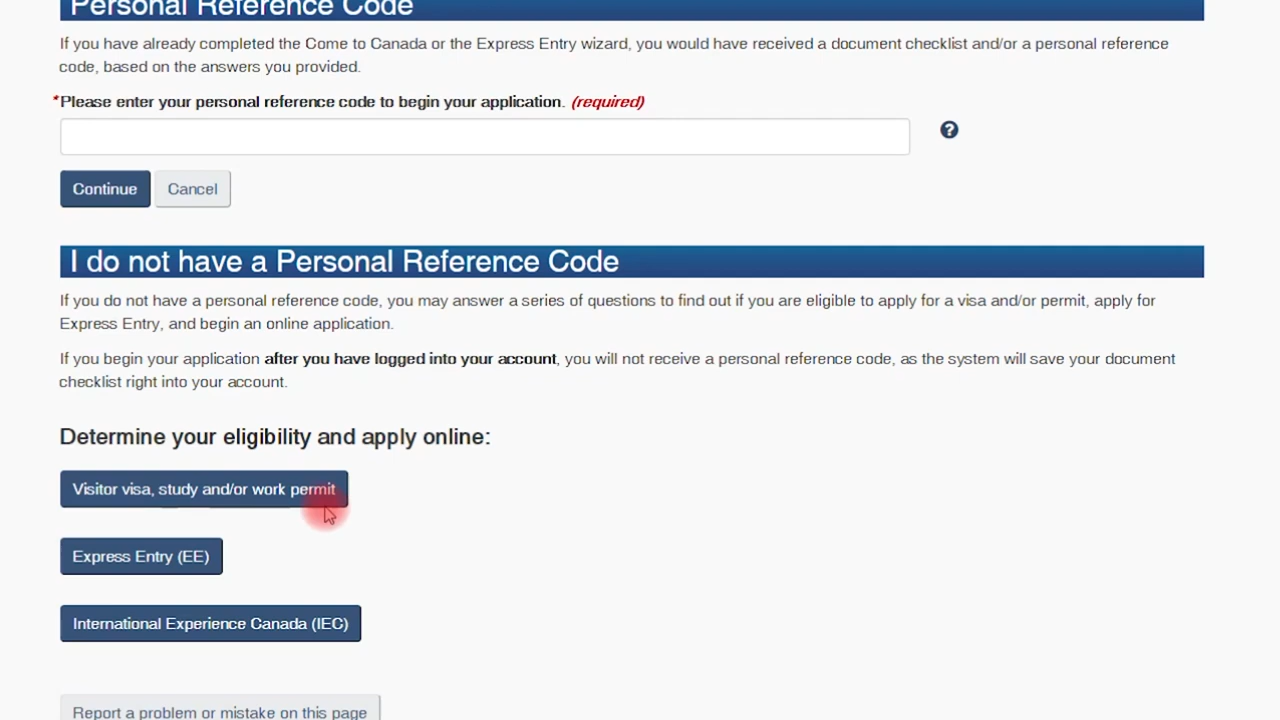 Personal Reference Code
If you have already completed the Come to Canada or the Express Entry wizard, you would have received a document checklist and/or a personal reference
code, based on the answers you provided.
*Please enter your personal reference code to begin your application. (required)
?
Continue Cancel
I do not have a Personal Reference Code
If you do not have a personal reference code, you may answer a series of questions to find out if you are eligible to apply for a visa and/or permit, apply for
Express Entry, and begin an online application.
If you begin your application after you have logged into your account, you will not receive a personal reference code, as the system will save your document
checklist right into your account.
Determine your eligibility and apply online:
Visitor visa, study and/or work permit
Express Entry (EE)
International Experience Canada (IEC)
Report a problem or mistake on this page